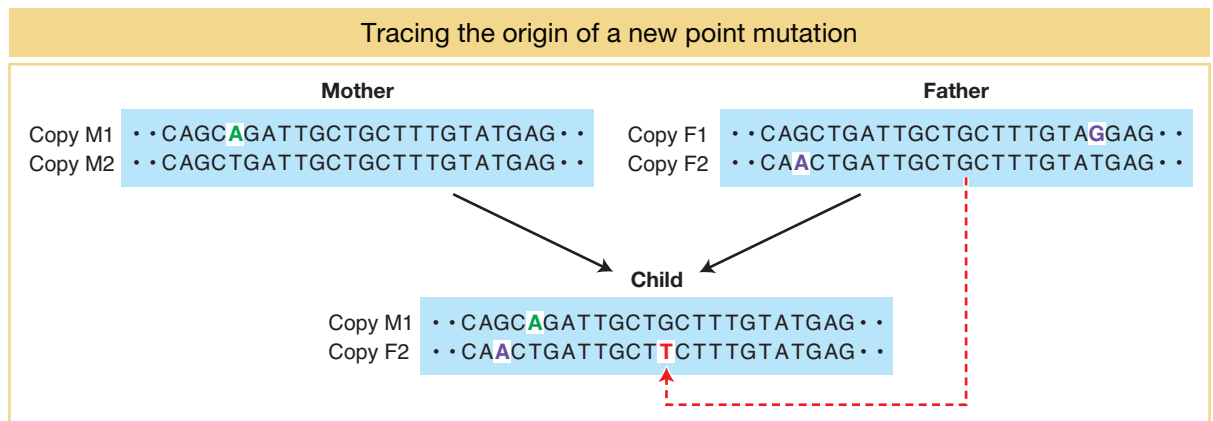 Tracing the origin of a new point mutation
Mother
Copy M1 • • CAGCAGATTGCTGCTTTGTATGAG • •
Copy M2 • • CAGCTGATTGCTGCTTTGTATGAG • •
Father
Copy F1 • • CAGCTGATTGCTGCTTTGTAGGAG • •
Copy F2 • • CAACTGATTGCTGCTTTGTATGAG • •
Child
Copy M1 • • CAGCAGATTGCTGCTTTGTATGAG • •
Copy F2 • • CAACTGATTGCTTCTTTGTATGAG • •